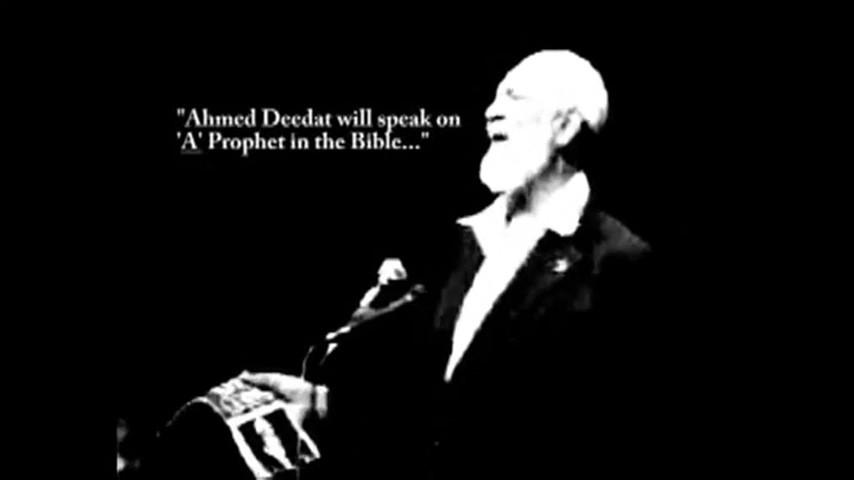 "Ahmed Deedat will speak on
'A' Prophet in the Bible..."